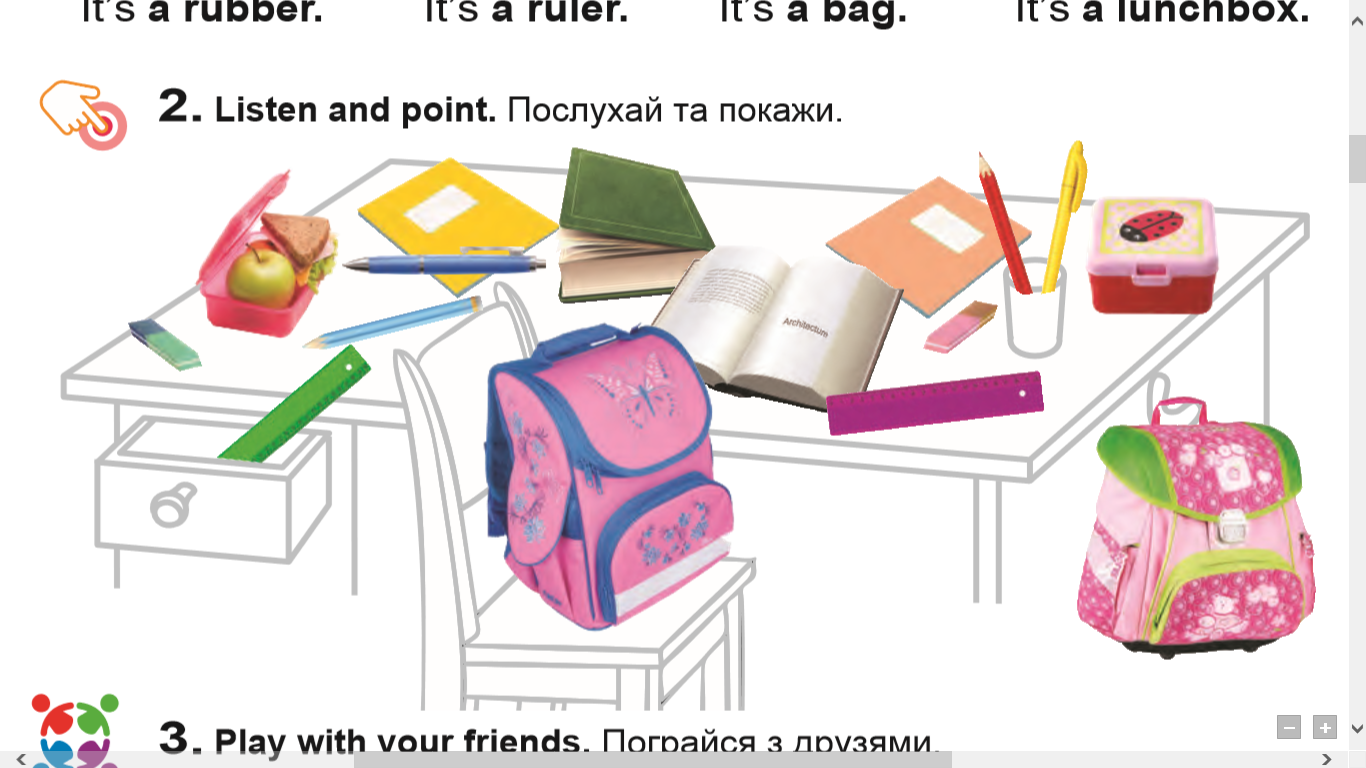 It's a rubber. It's a ruler. It's a bag. It's a lunchbox.
2. Listen and point. Послухай та покажи.
Architecture
3. Play with your friends. Пограйся з друзями.